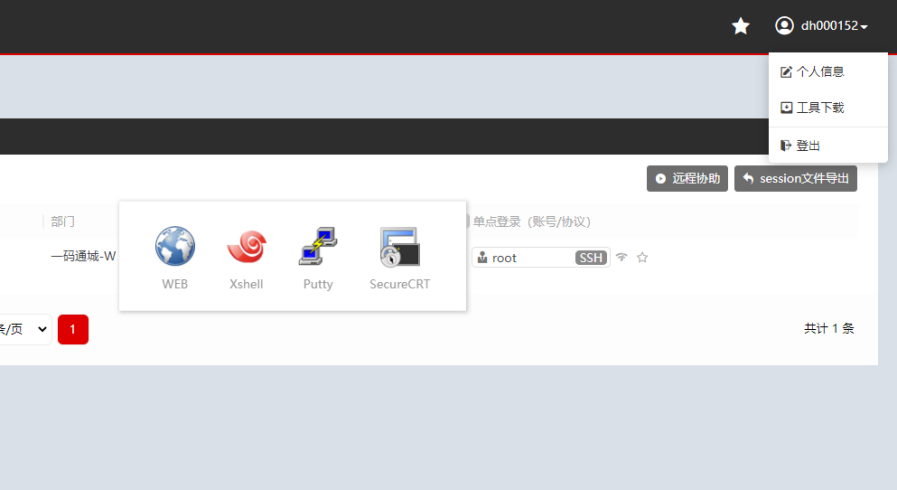 dh000152
个人信息
工具下载
登出
远程协助 session文件导出
部门 单点登录（账号/协议）
一码通城-W root SSH
WEB Xshell Putty SecureCRT
条/页 1 共计 1 条